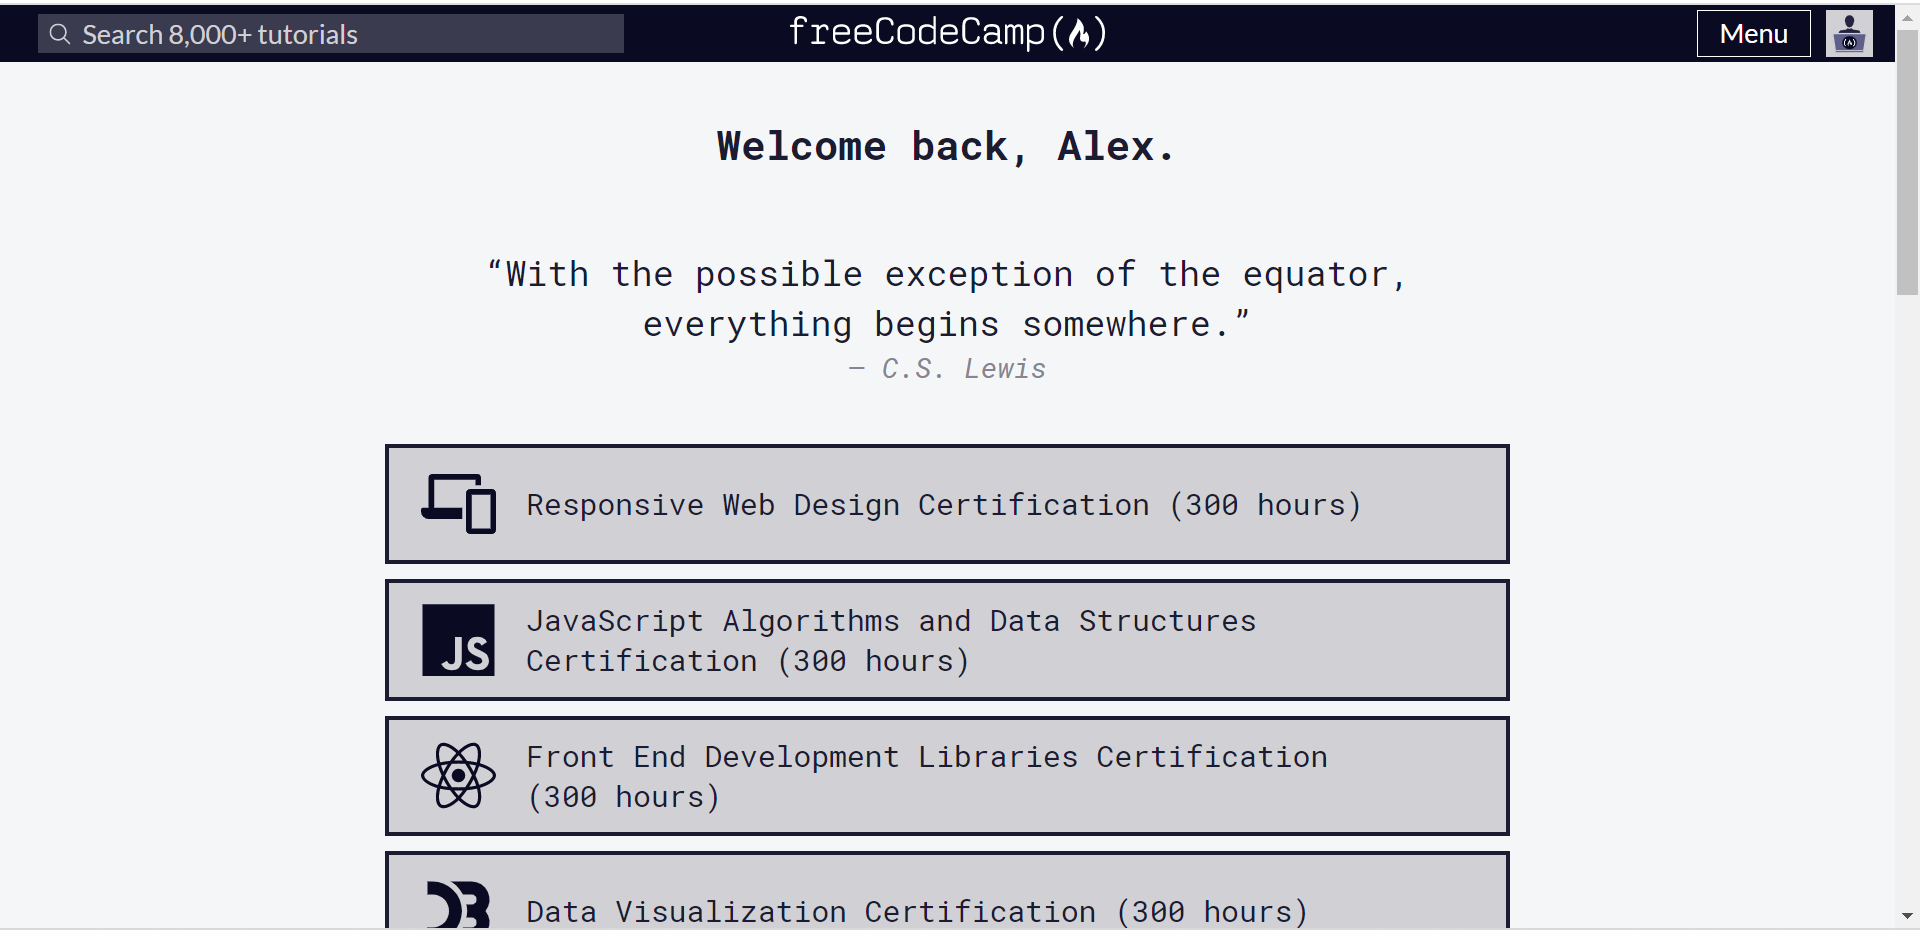 Search 8,000+ tutorials
freeCodeCamp(🔥)
Menu
(A)
Welcome back, Alex.
“With the possible exception of the equator,
everything begins somewhere.”
— C.S. Lewis
Responsive Web Design Certification (300 hours)
JS
JavaScript Algorithms and Data Structures
Certification (300 hours)
Front End Development Libraries Certification
(300 hours)
Data Visualization Certification (300 hours)